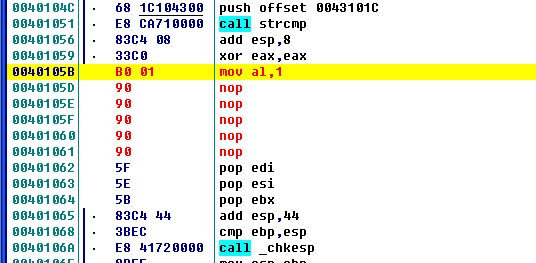 0040104C . 68 1C104300 push offset 0043101C
00401051 . E8 CA710000 call strcmp
00401056 . 83C4 08 add esp,8
00401059 . 33C0 xor eax,eax
0040105B B0 01 mov al,1
0040105D 90 nop
0040105E 90 nop
0040105F 90 nop
00401060 90 nop
00401061 90 nop
00401062 5F pop edi
00401063 5E pop esi
00401064 5B pop ebx
00401065 . 83C4 44 add esp,44
00401068 . 3BEC cmp ebp,esp
0040106A . E8 41720000 call _chkesp